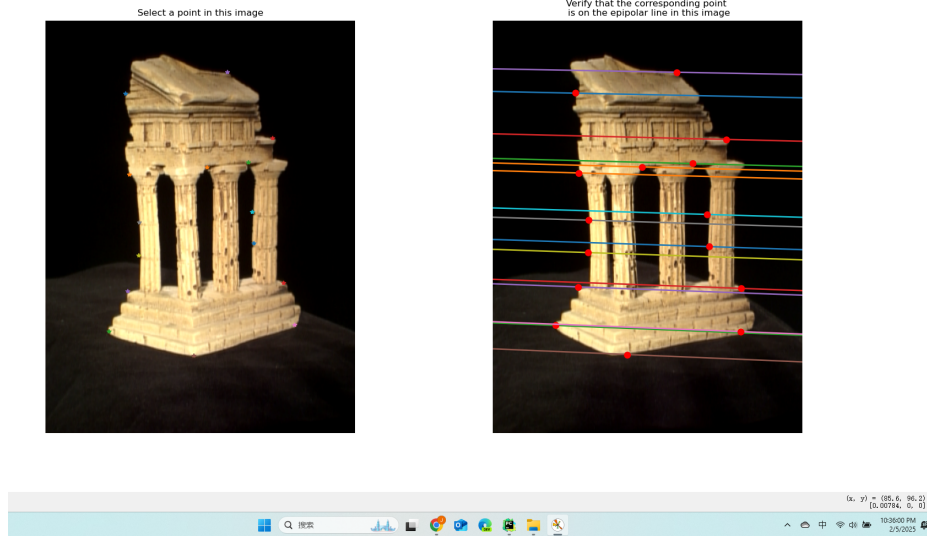 Select a point in this image
Verify that the corresponding point
is on the epipolar line in this image
(x, y) = (85.6, 96.2)
[0.00784, 0, 0]
搜索
中
10:36:00 PM
2/5/2025